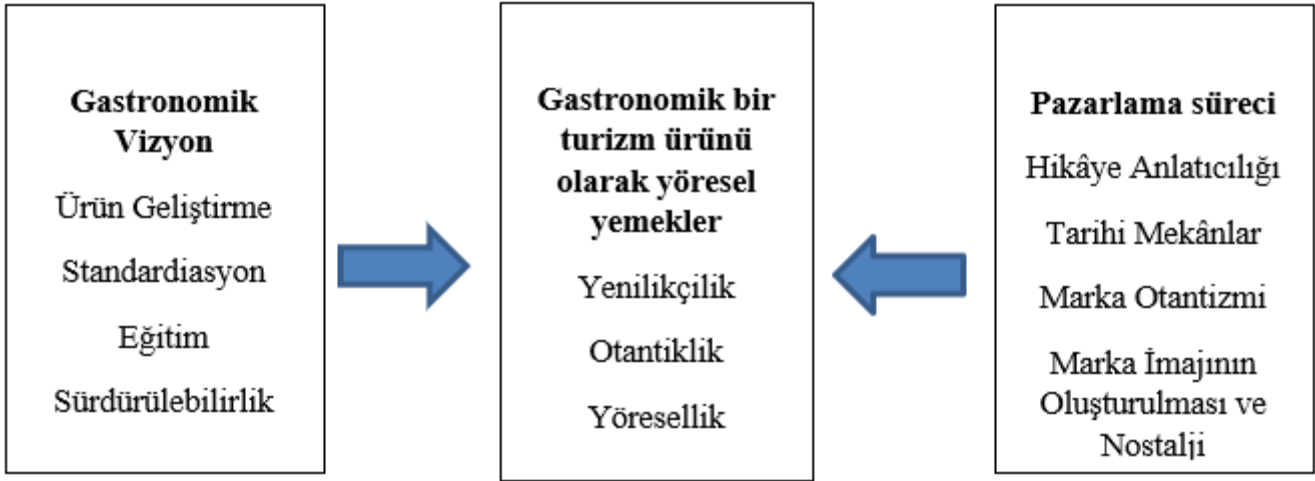 Gastronomik
Vizyon
Ürün Geliştirme
Standardiasyon
Eğitim
Sürdürülebilirlik
Gastronomik bir
turizm ürünü
olarak yöresel
yemekler
Yenilikçilik
Otantiklik
Yöresellik
Pazarlama süreci
Hikâye Anlatıcılığı
Tarihi Mekânlar
Marka Otantizmi
Marka İmajının
Oluşturulması ve
Nostalji